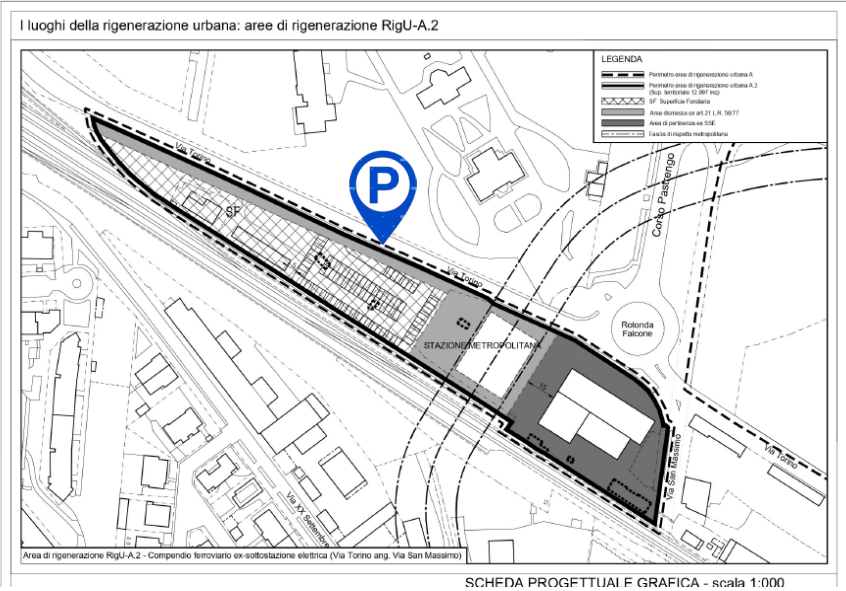 I luoghi della rigenerazione urbana: aree di rigenerazione RigU-A.2
LEGENDA
Perimetro area di rigenerazione urbana A
Perimetro area di rigenerazione urbana A.2
(Sup. territoriale 12.997 mq)
SF Superficie Fondiaria
Area dismessa ex art.21 L.R. 56/77
Area di pertinenza ex SSE
Fascia di rispetto metropolitana
Via Torino
P
Corso Pastrengo
SF
Via Torino
Rotonda
Falcone
STAZIONE METROPOLITANA
15
Via Torino
Via San Massimo
Via XX Settembre
Area di rigenerazione RigU-A.2 - Compendio ferroviario ex-sottostazione elettrica (Via Torino ang. Via San Massimo)
SCHEDA PROGETTUALE GRAFICA - scala 1:000